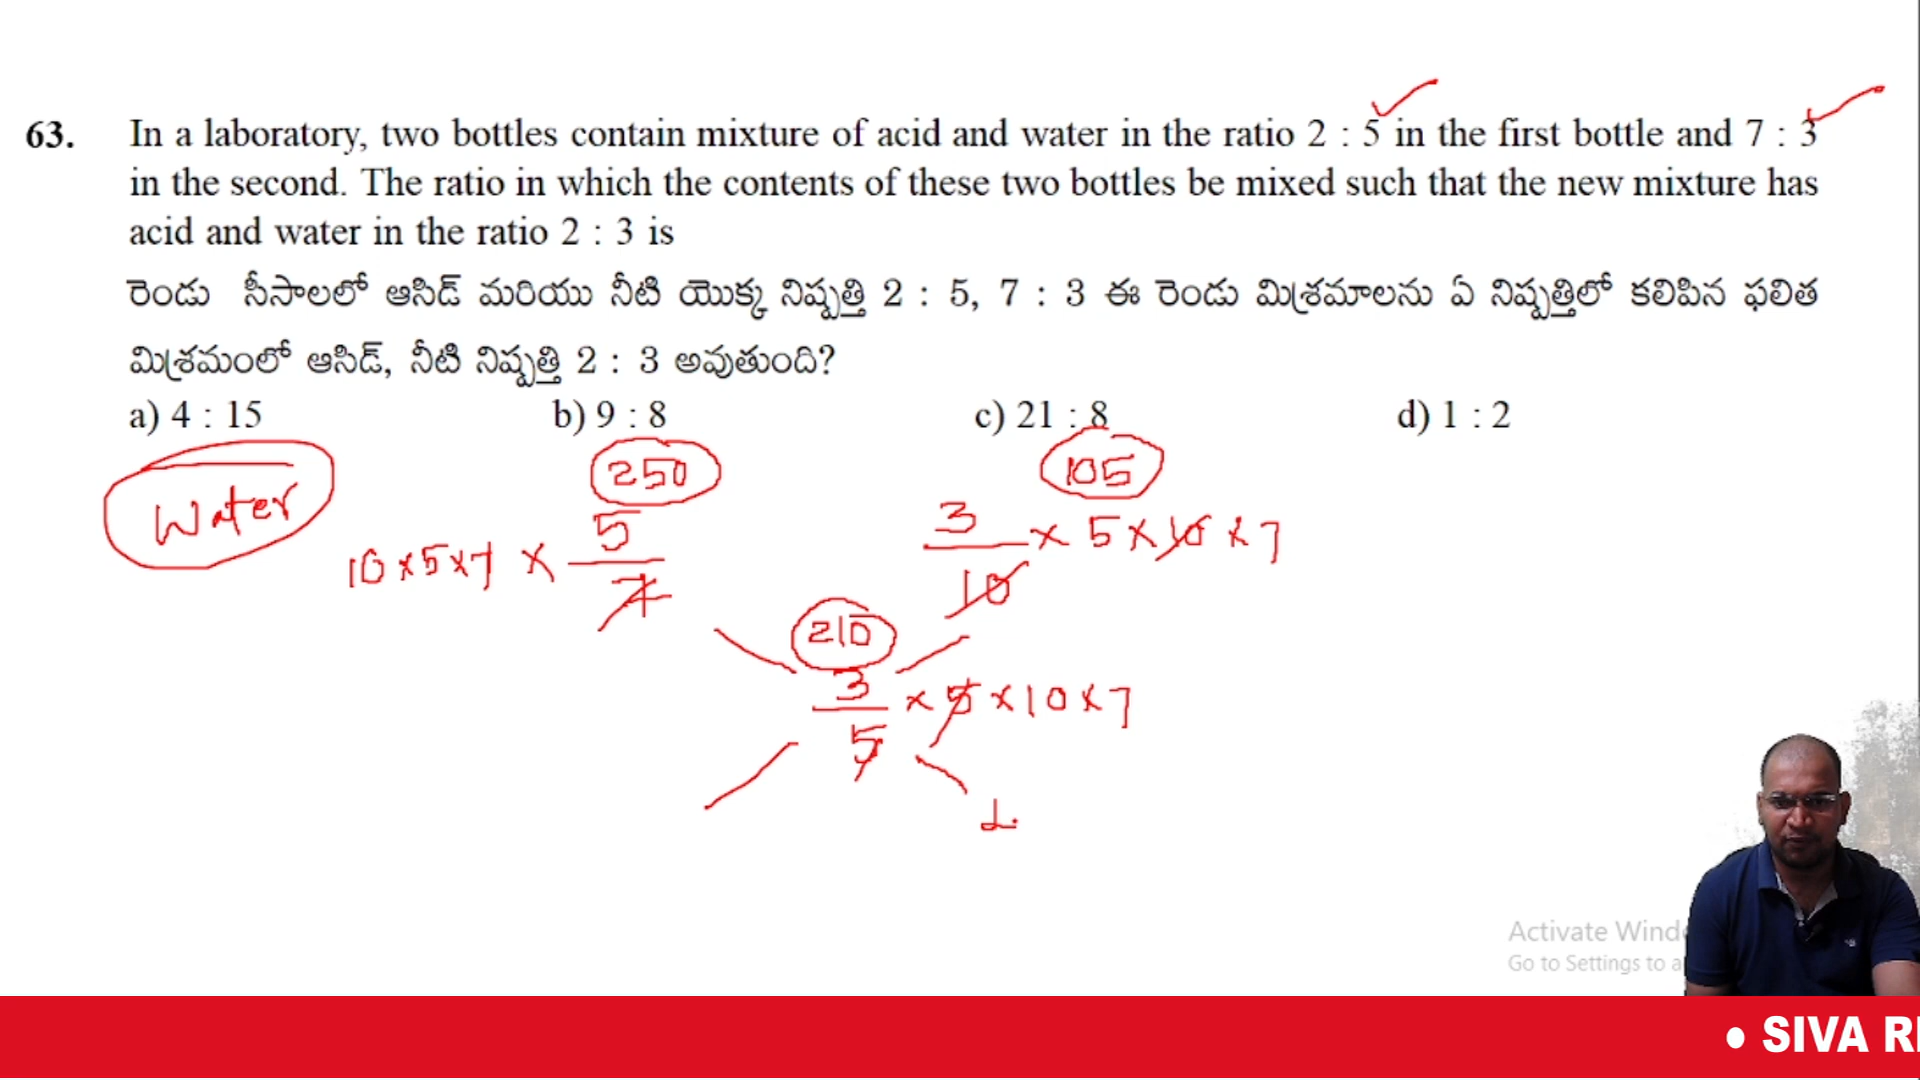 63. In a laboratory, two bottles contain mixture of acid and water in the ratio 2 : 5 in the first bottle and 7 : 3
in the second. The ratio in which the contents of these two bottles be mixed such that the new mixture has
acid and water in the ratio 2 : 3 is
రెండు సీసాలలో ఆసిడ్ మరియు నీటి యొక్క నిష్పత్తి 2 : 5, 7 : 3 ఈ రెండు మిశ్రమాలను ఏ నిష్పత్తిలో కలిపిన ఫలిత
మిశ్రమంలో ఆసిడ్, నీటి నిష్పత్తి 2 : 3 అవుతుంది?
a) 4 : 15 b) 9 : 8 c) 21 : 8 d) 1 : 2
250 105
Water
10 × 5 × 7 × 5/7 3/10 × 5 × 10 × 7
210
3/5 × 5 × 10 × 7
Activate Wind
Go to Settings to a
• SIVA